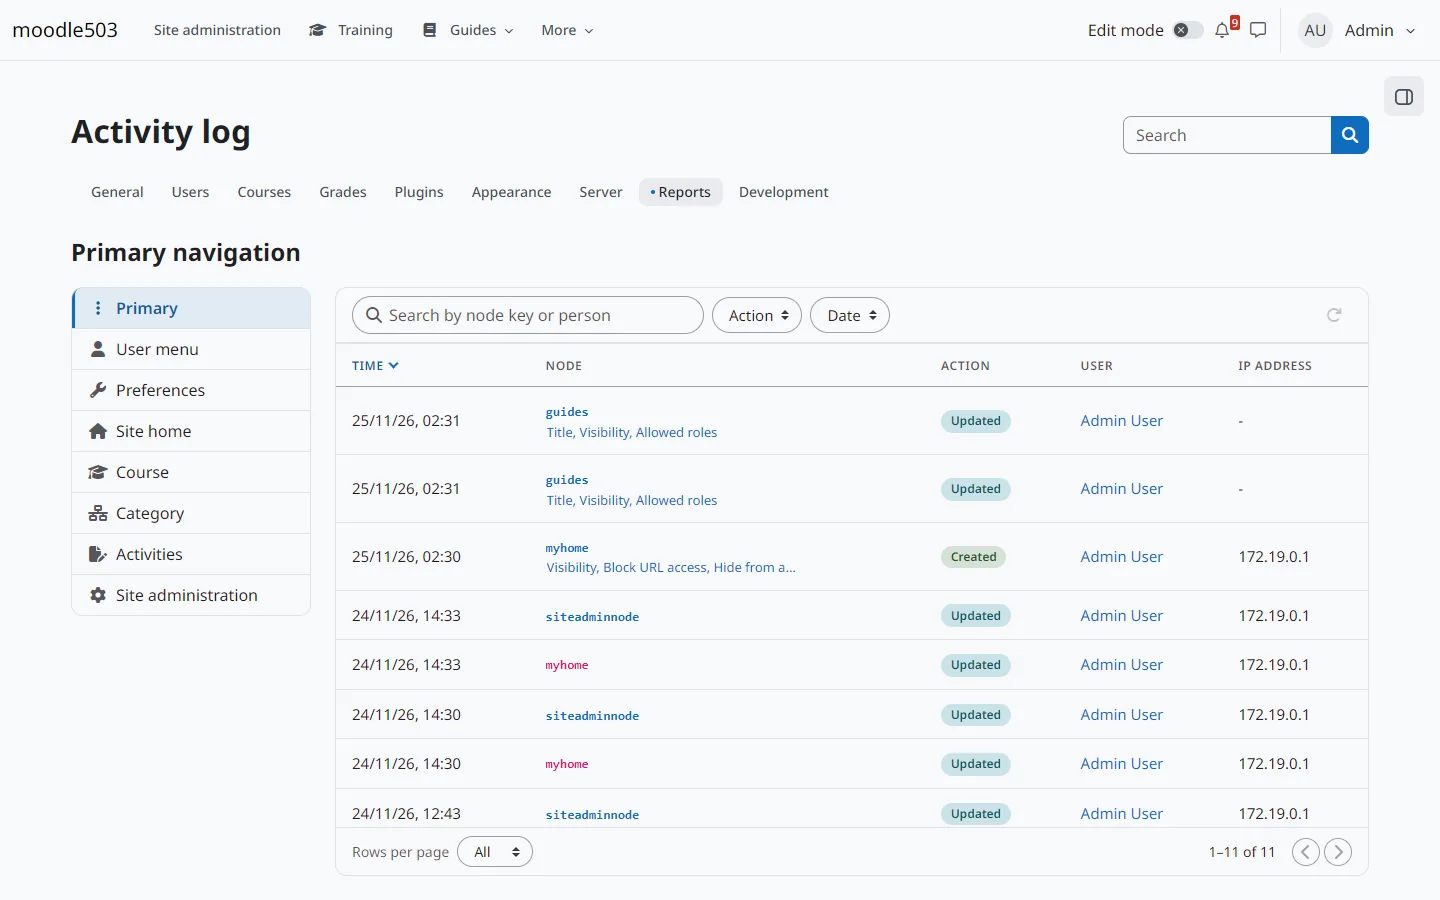 moodle503
Site administration
Training
Guides
More
Edit mode
9
AU
Admin
Activity log
Search
General
Users
Courses
Grades
Plugins
Appearance
Server
Reports
Development
Primary navigation
Primary
User menu
Preferences
Site home
Course
Category
Activities
Site administration
Search by node key or person
Action
Date
TIME NODE ACTION USER IP ADDRESS
25/11/26, 02:31 guides Updated Admin User -
Title, Visibility, Allowed roles
25/11/26, 02:31 guides Updated Admin User -
Title, Visibility, Allowed roles
25/11/26, 02:30 myhome Created Admin User 172.19.0.1
Visibility, Block URL access, Hide from a...
24/11/26, 14:33 siteadminnode Updated Admin User 172.19.0.1
24/11/26, 14:33 myhome Updated Admin User 172.19.0.1
24/11/26, 14:30 siteadminnode Updated Admin User 172.19.0.1
24/11/26, 14:30 myhome Updated Admin User 172.19.0.1
24/11/26, 12:43 siteadminnode Updated Admin User 172.19.0.1
Rows per page All
1–11 of 11